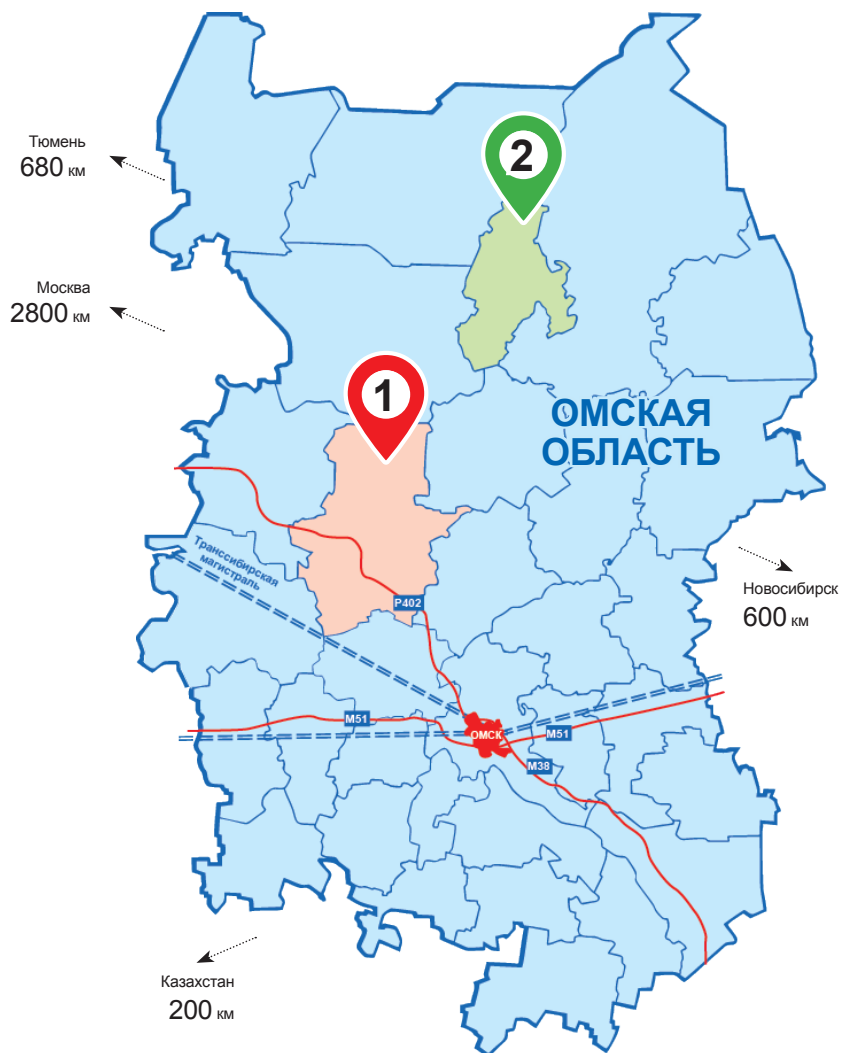 2
Тюмень
680 км
Москва
2800 км
1
ОМСКАЯ
ОБЛАСТЬ
Транссибирская
магистраль
Новосибирск
600 км
Р402
М51
ОМСК
М51
М38
Казахстан
200 км